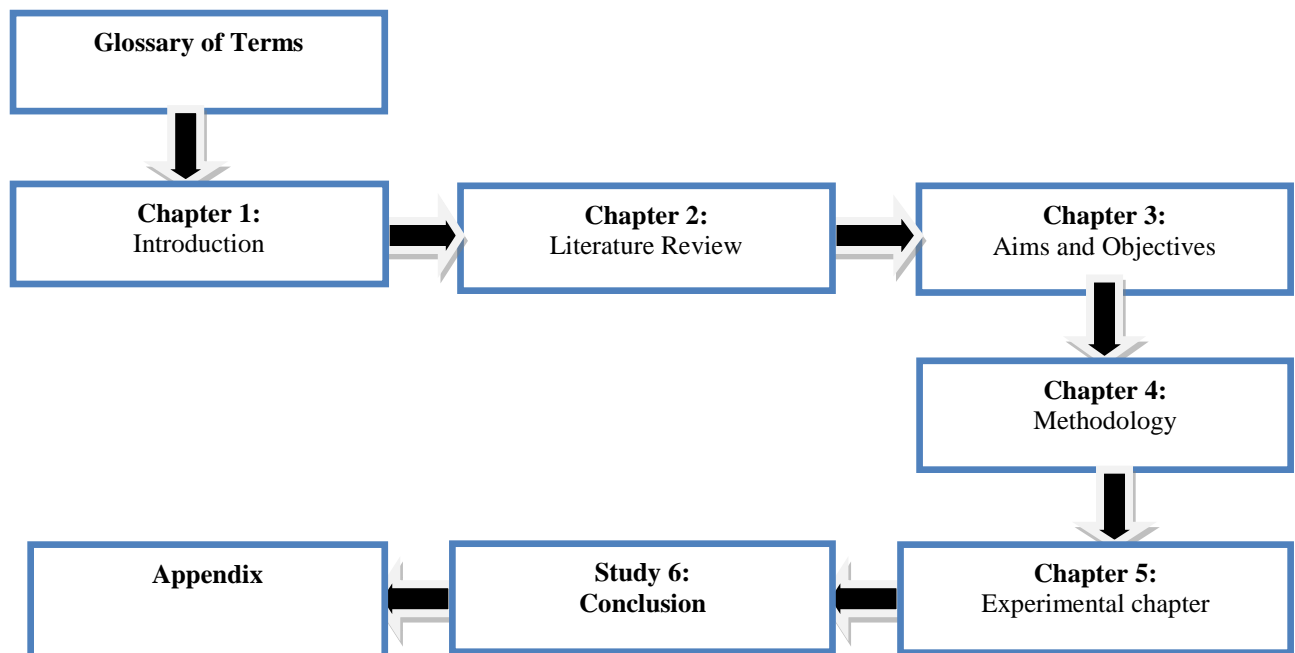 Glossary of Terms
Chapter 1:
Introduction
Chapter 2:
Literature Review
Chapter 3:
Aims and Objectives
Chapter 4:
Methodology
Chapter 5:
Experimental chapter
Study 6:
Conclusion
Appendix